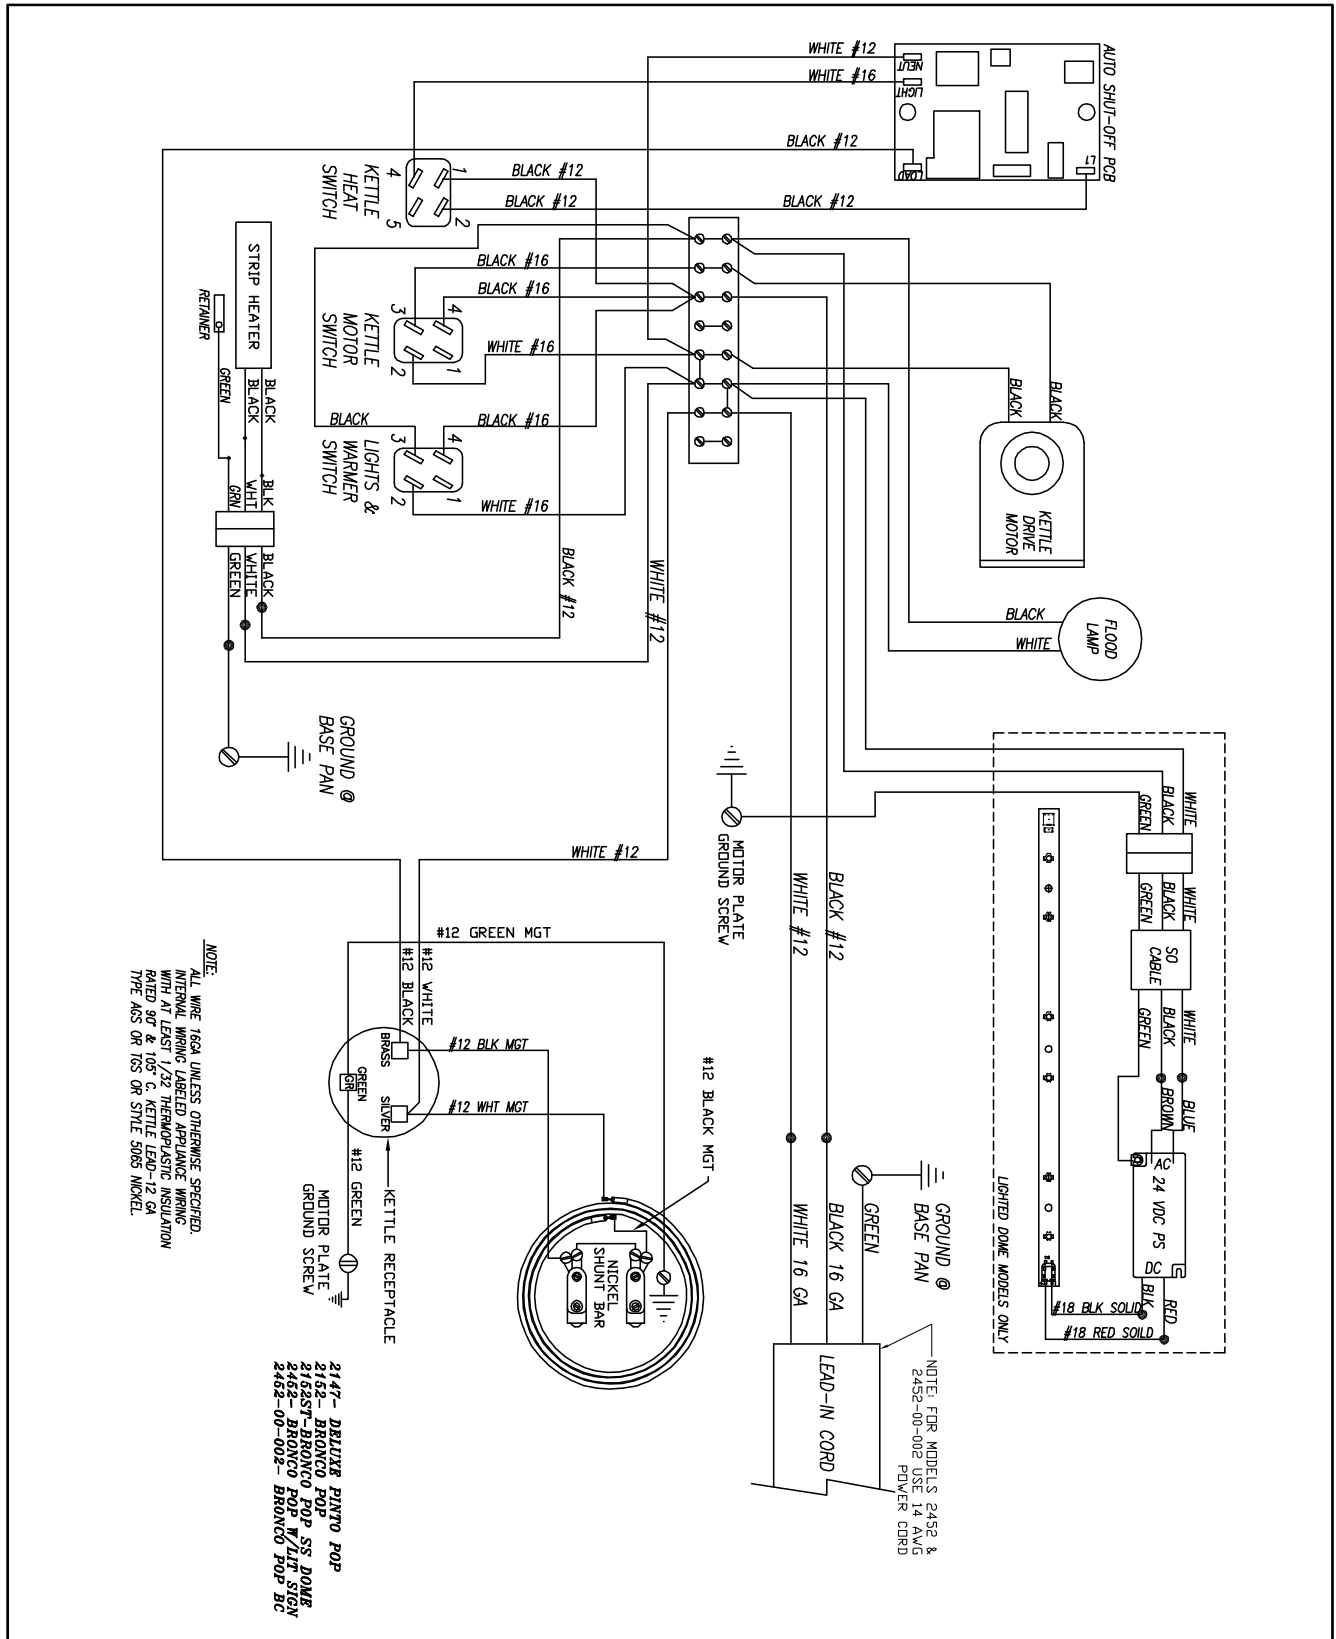 WHITE #12
WHITE #16
NEUT
LIGHT
AUTO SHUT-OFF PCB
BLACK #12
LOAD
L1
KETTLE
HEAT
SWITCH
1
4
2
5
BLACK #12
BLACK #12
BLACK #12
STRIP HEATER
RETAINER
BLACK #16
BLACK #16
KETTLE
MOTOR
SWITCH
3
4
2
1
WHITE #16
GREEN
BLACK
BLACK
BLACK
BLACK #16
LIGHTS &
WARMER
SWITCH
3
4
2
1
WHITE #16
BLACK
BLACK
KETTLE
DRIVE
MOTOR
GRN
WHT
BLK
GREEN
WHITE
BLACK
BLACK #12
WHITE #12
BLACK
WHITE
FLOOD
LAMP
GROUND @
BASE PAN
MOTOR PLATE
GROUND SCREW
WHITE #12
WHITE #12
BLACK #12
GREEN
BLACK
WHITE
GREEN
BLACK
WHITE
SO
CABLE
GREEN
BLACK
WHITE
BROWN
BLUE
AC
24 VDC PS
DC
BLK
RED
#18 BLK SOLID
#18 RED SOILD
LIGHTED DOME MODELS ONLY
#12 GREEN MGT
#12 BLACK
#12 WHITE
BRASS
#12 BLK MGT
GREEN
GR
SILVER
#12 WHT MGT
#12 BLACK MGT
KETTLE RECEPTACLE
#12 GREEN
MOTOR PLATE
GROUND SCREW
NICKEL
SHUNT BAR
WHITE 16 GA
BLACK 16 GA
GREEN
GROUND @
BASE PAN
LEAD-IN CORD
NOTE: FOR MODELS 2452 &
2452-00-002 USE 14 AWG
POWER CORD
NOTE:
ALL WIRE 16GA UNLESS OTHERWISE SPECIFIED.
INTERNAL WIRING LABELED APPLIANCE WIRING
WITH AT LEAST 1/32 THERMOPLASTIC INSULATION
RATED 90° & 105° C. KETTLE LEAD-12 GA
TYPE AGS OR TGS OR STYLE 5065 NICKEL.
2147- DELUXE PINTO POP
2152- BRONCO POP
2152ST-BRONCO POP SS DOME
2452- BRONCO POP W/LIT SIGN
2452-00-002- BRONCO POP BC